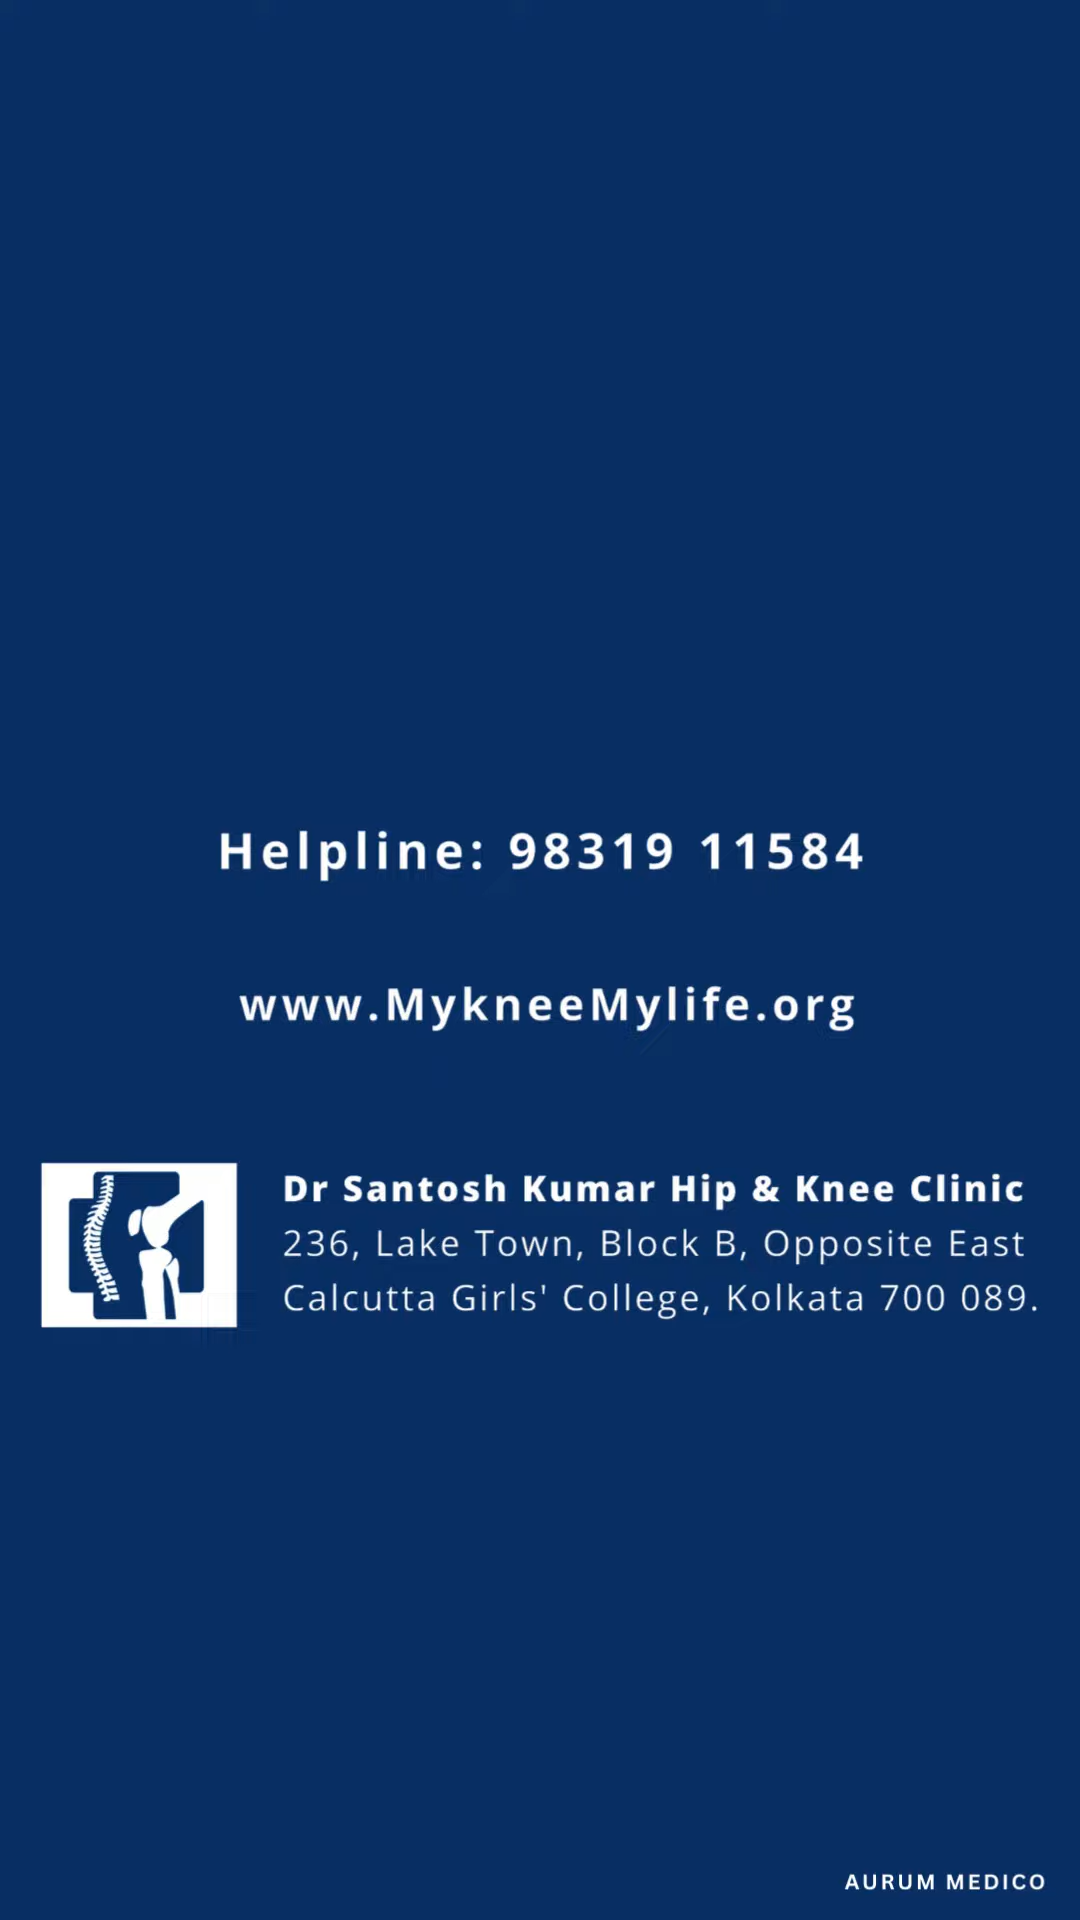 Helpline: 98319 11584
www.MykneeMylife.org
Dr Santosh Kumar Hip & Knee Clinic
236, Lake Town, Block B, Opposite East
Calcutta Girls' College, Kolkata 700 089.
AURUM MEDICO